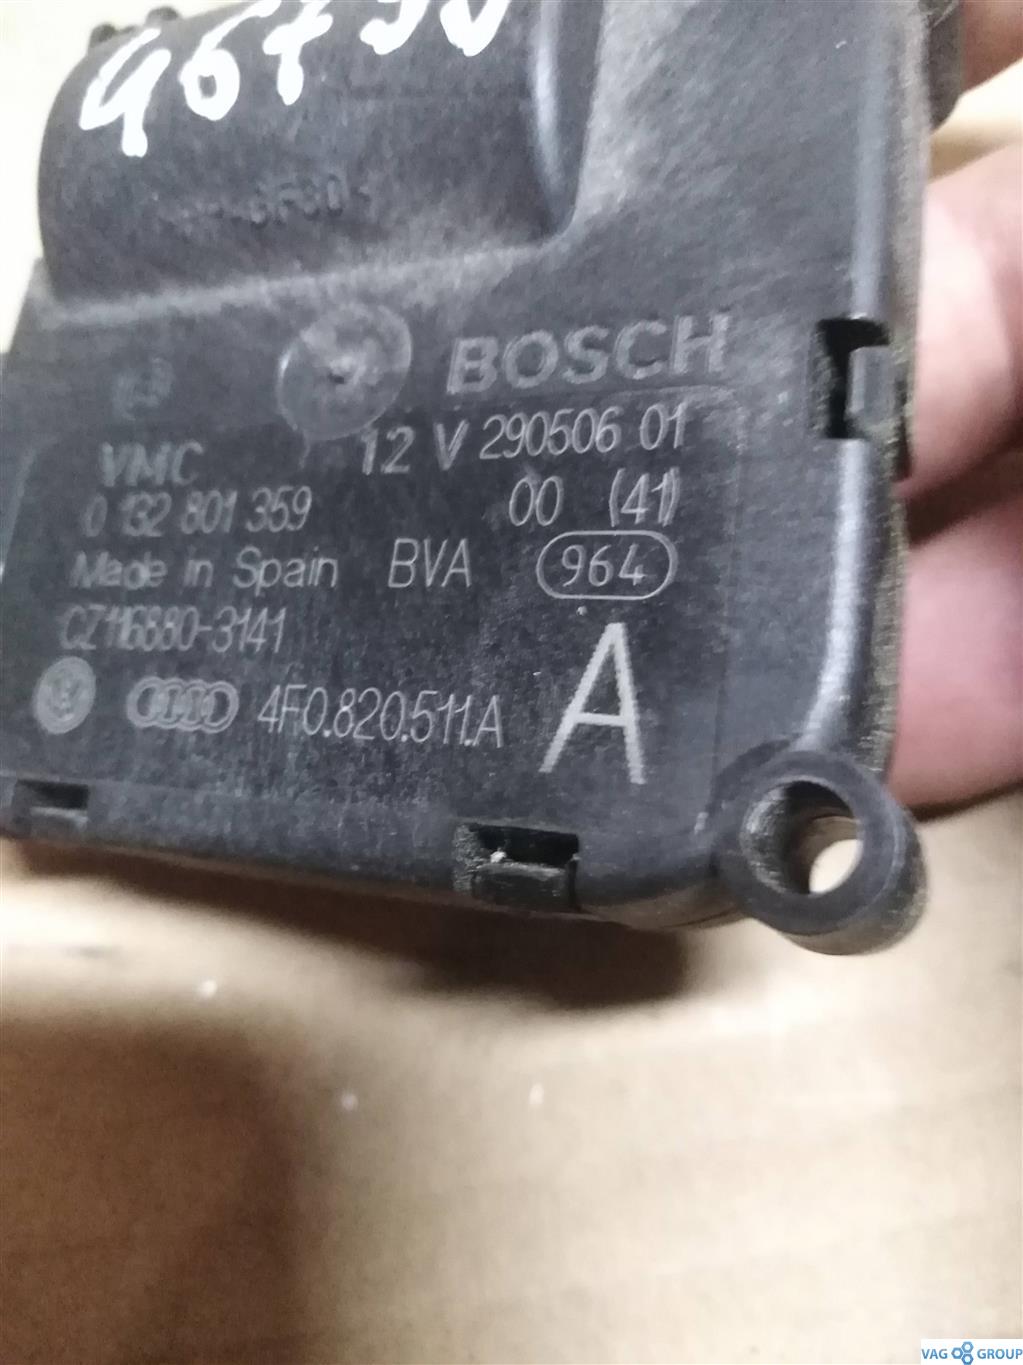 BOSCH
VMC 12 V 290506 01
0 132 801 359 00 (41)
Made in Spain BVA 964
CZ116880-3141
4F0.820.511.A A
VAG GROUP